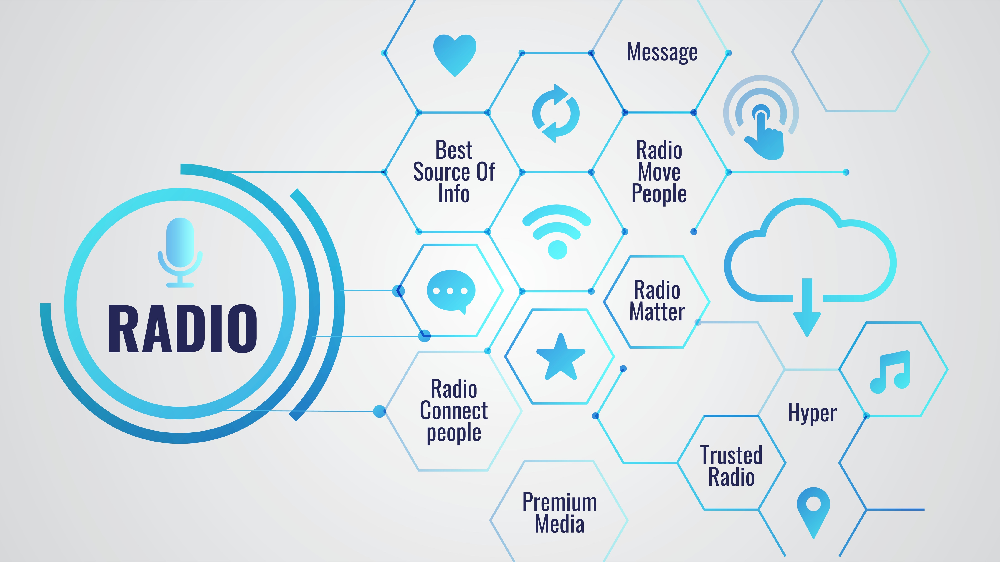 RADIO
Message
Best
Source Of
Info
Radio
Move
People
Radio
Matter
Radio
Connect
people
Hyper
Trusted
Radio
Premium
Media